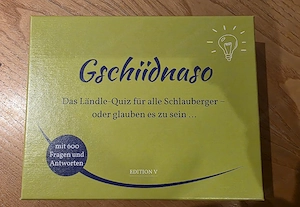 Gschiidnaso
Das Ländle-Quiz für alle Schlauberger –
oder glauben es zu sein ...
mit 600
Fragen und
Antworten
EDITION V